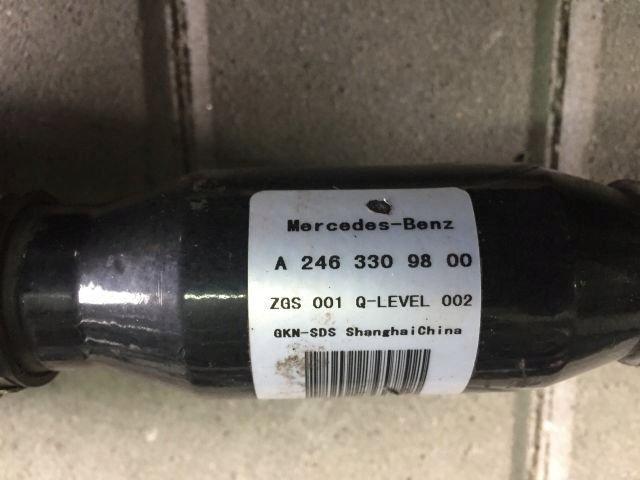 Mercedes-Benz
A 246 330 98 00
ZGS 001 Q-LEVEL 002
GKN-SDS ShanghaiChina